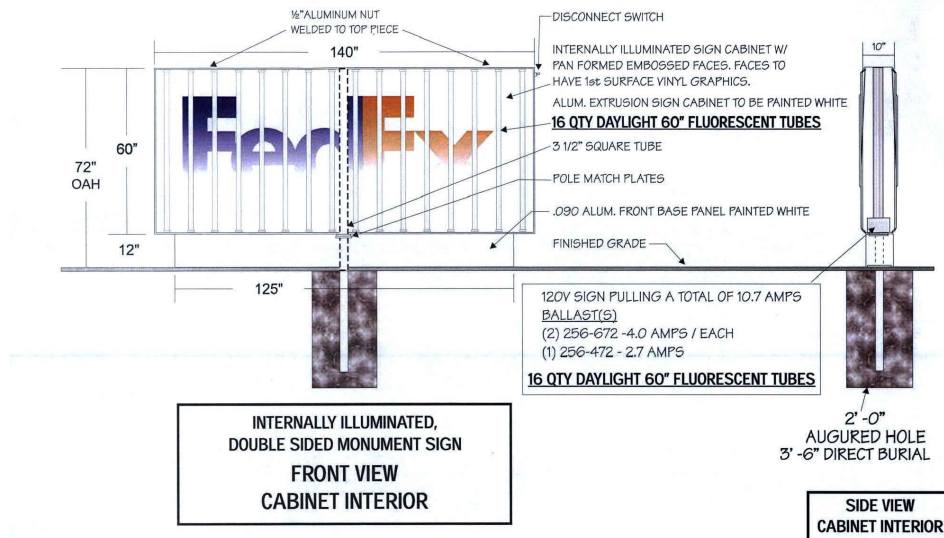 ½"ALUMINUM NUT
WELDED TO TOP PIECE
140"
DISCONNECT SWITCH
INTERNALLY ILLUMINATED SIGN CABINET W/
PAN FORMED EMBOSSED FACES. FACES TO
HAVE 1st SURFACE VINYL GRAPHICS.
ALUM. EXTRUSION SIGN CABINET TO BE PAINTED WHITE
16 QTY DAYLIGHT 60" FLUORESCENT TUBES
3 1/2" SQUARE TUBE
POLE MATCH PLATES
.090 ALUM. FRONT BASE PANEL PAINTED WHITE
FINISHED GRADE
10"
60"
72"
OAH
12"
125"
120V SIGN PULLING A TOTAL OF 10.7 AMPS
BALLAST(S)
(2) 256-672 -4.0 AMPS / EACH
(1) 256-472 - 2.7 AMPS
16 QTY DAYLIGHT 60" FLUORESCENT TUBES
2' -0"
AUGURED HOLE
3' -6" DIRECT BURIAL
INTERNALLY ILLUMINATED,
DOUBLE SIDED MONUMENT SIGN
FRONT VIEW
CABINET INTERIOR
SIDE VIEW
CABINET INTERIOR